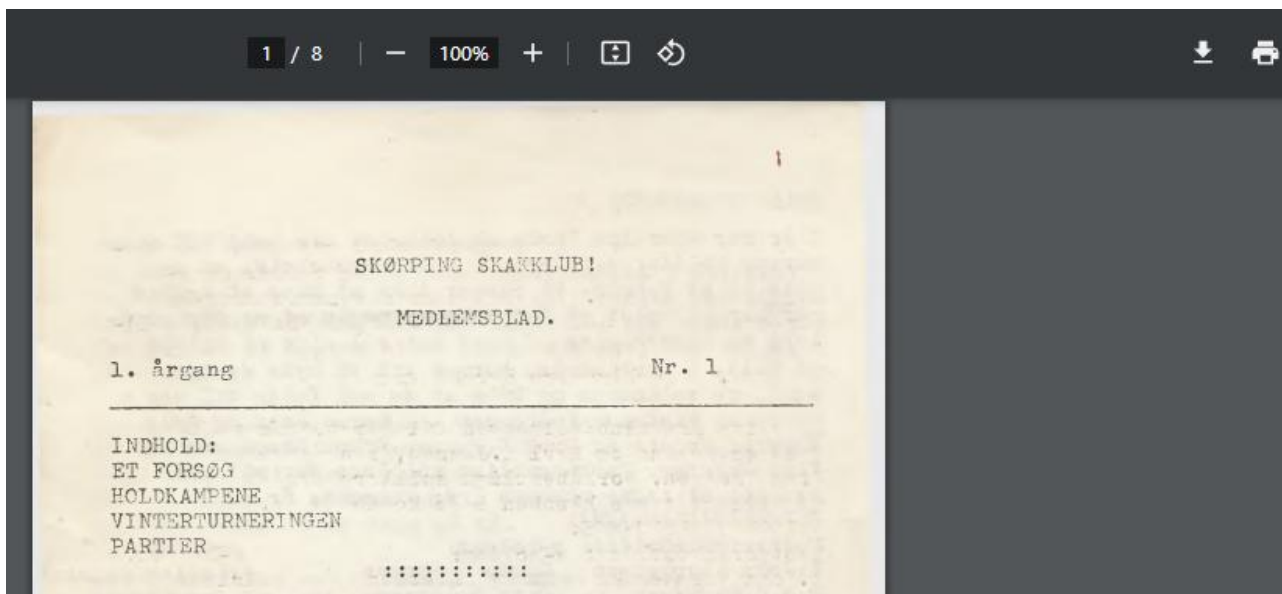 1 / 8 | − 100% + |
1
SKØRPING SKAKKLUB!
MEDLEMSBLAD.
1. årgang Nr. 1
INDHOLD:
ET FORSØG
HOLDKAMPENE
VINTERTURNERINGEN
PARTIER
:::::::::::